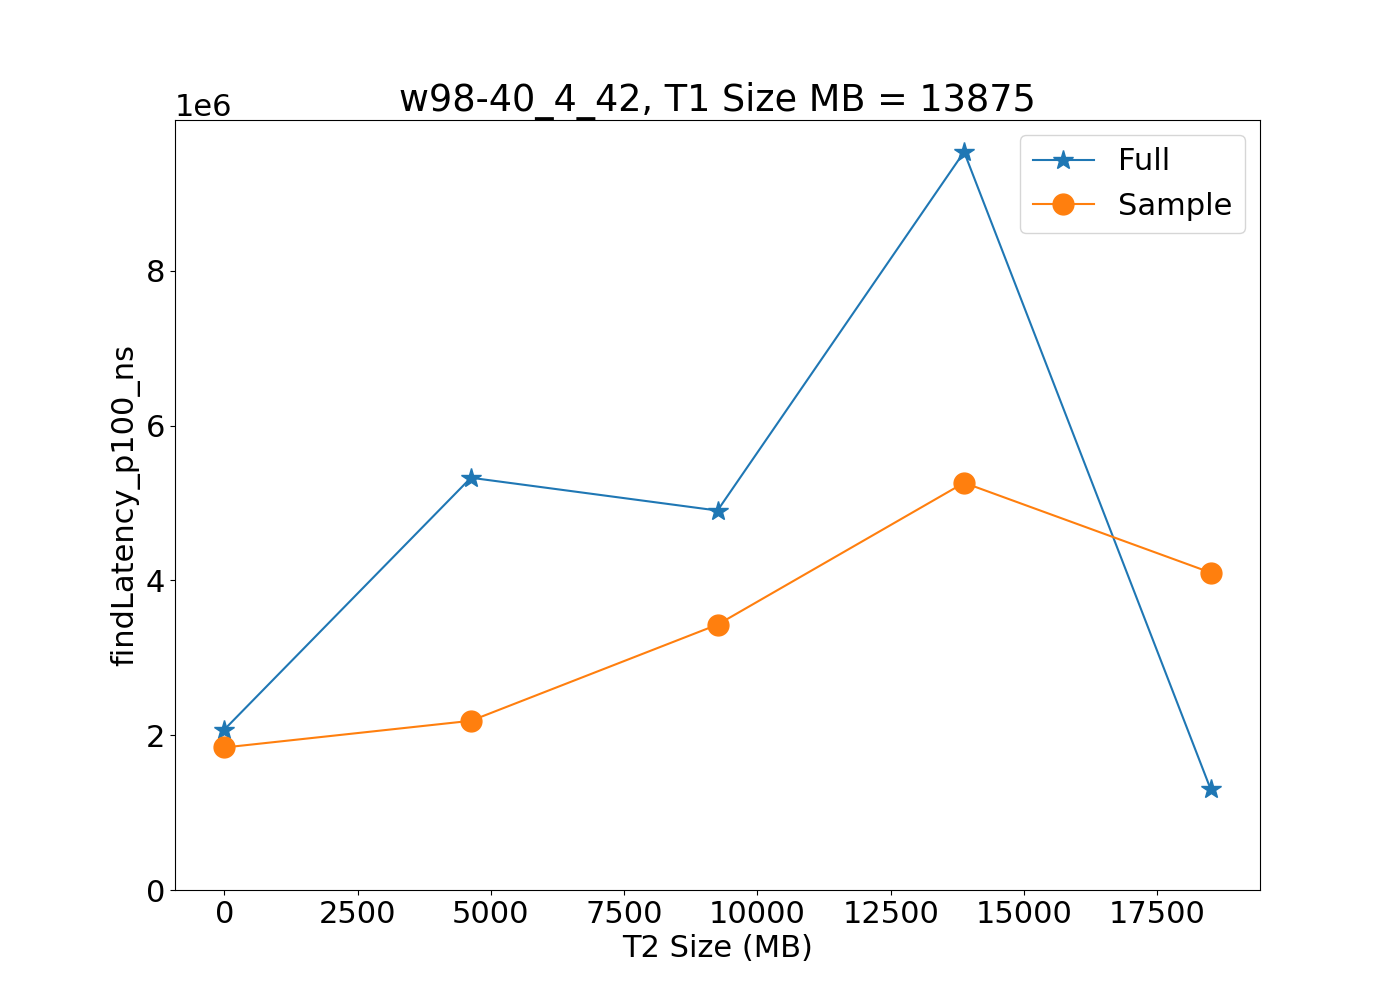 w98-40_4_42, T1 Size MB = 13875
1e6
Full
Sample
8
6
4
2
0
findLatency_p100_ns
0 2500 5000 7500 10000 12500 15000 17500
T2 Size (MB)